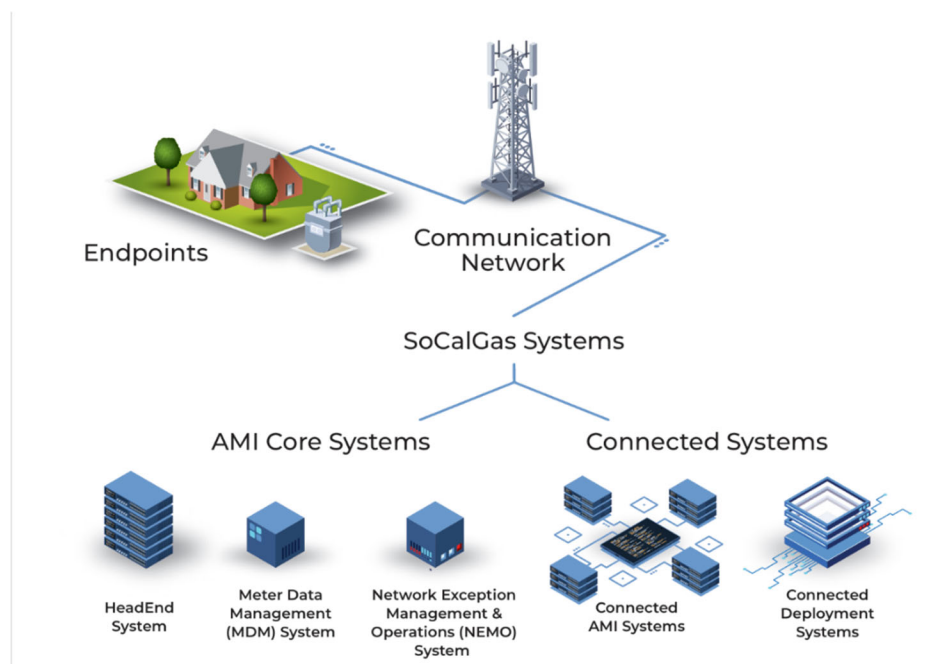 Endpoints
Communication
Network
SoCalGas Systems
AMI Core Systems
Connected Systems
HeadEnd
System
Meter Data
Management
(MDM) System
Network Exception
Management &
Operations (NEMO)
System
Connected
AMI Systems
Connected
Deployment
Systems